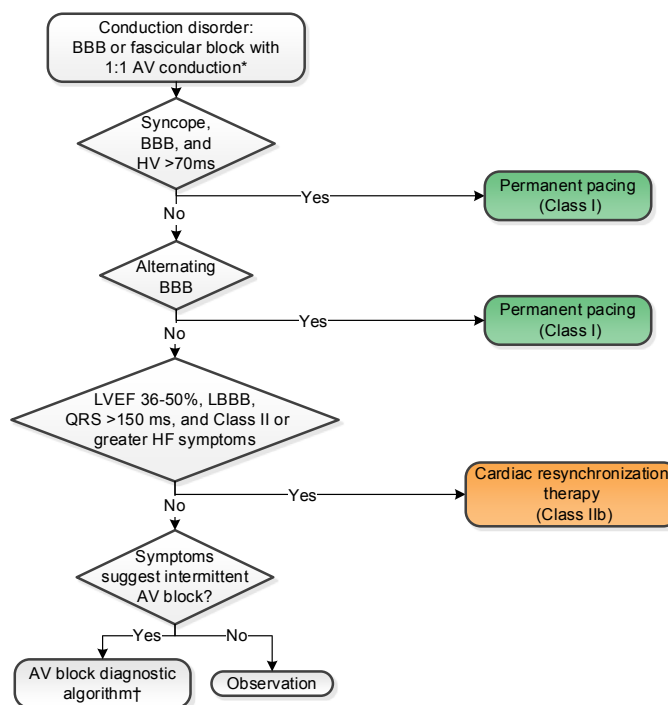 Conduction disorder:
BBB or fascicular block with
1:1 AV conduction*
Syncope,
BBB, and
HV >70ms
Yes
Permanent pacing
(Class I)
No
Alternating
BBB
Yes
Permanent pacing
(Class I)
No
LVEF 36-50%, LBBB,
QRS >150 ms, and Class II or
greater HF symptoms
Yes
Cardiac resynchronization
therapy
(Class IIb)
No
Symptoms
suggest intermittent
AV block?
Yes
No
AV block diagnostic
algorithm†
Observation